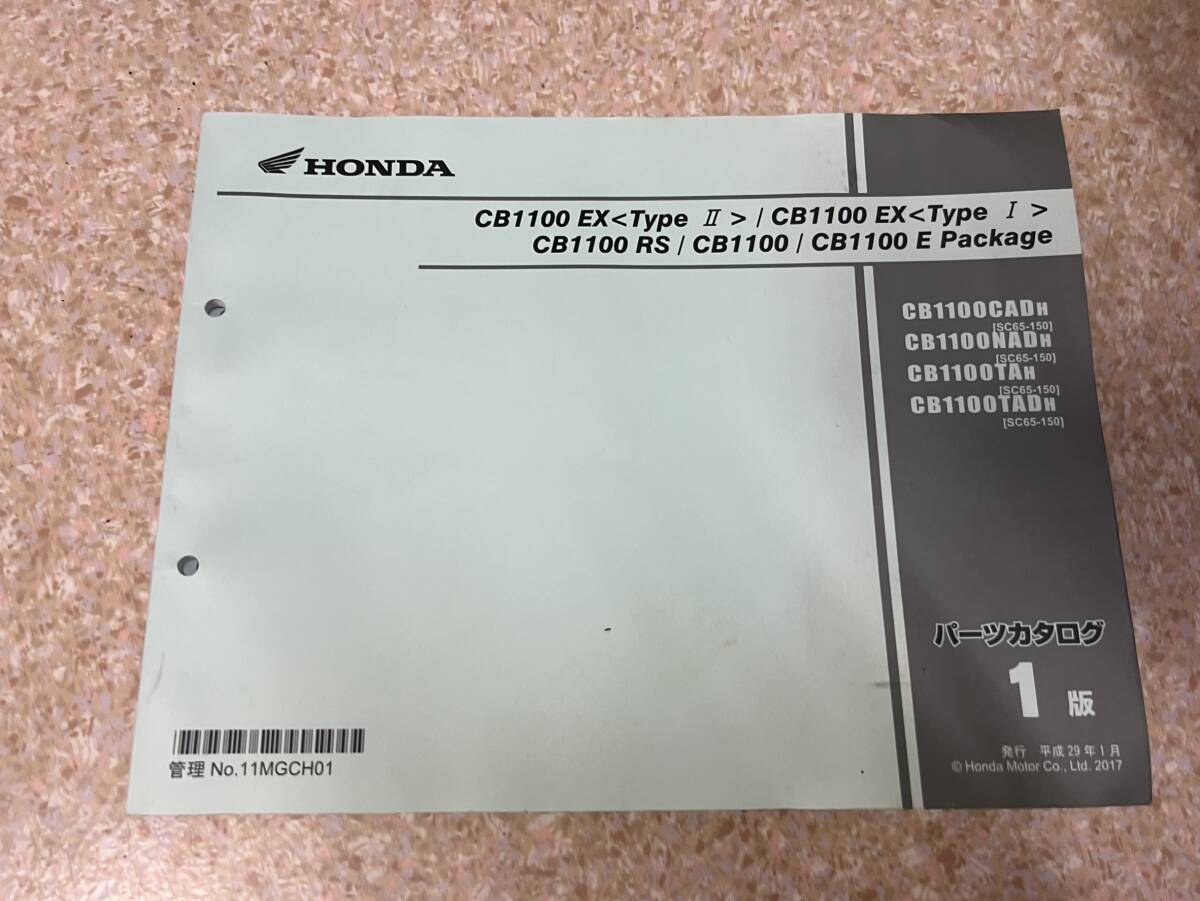 HONDA
CB1100 EX<Type Ⅱ>/CB1100 EX<Type Ⅰ>
CB1100 RS/CB1100/CB1100 E Package
CB1100CADH
[SC65-150]
CB1100NADH
[SC65-150]
CB1100TAH
[SC65-150]
CB1100TADH
[SC65-150]
パーツカタログ
1 版
発行 平成29年1月
© Honda Motor Co., Ltd. 2017
管理 No.11MGCH01